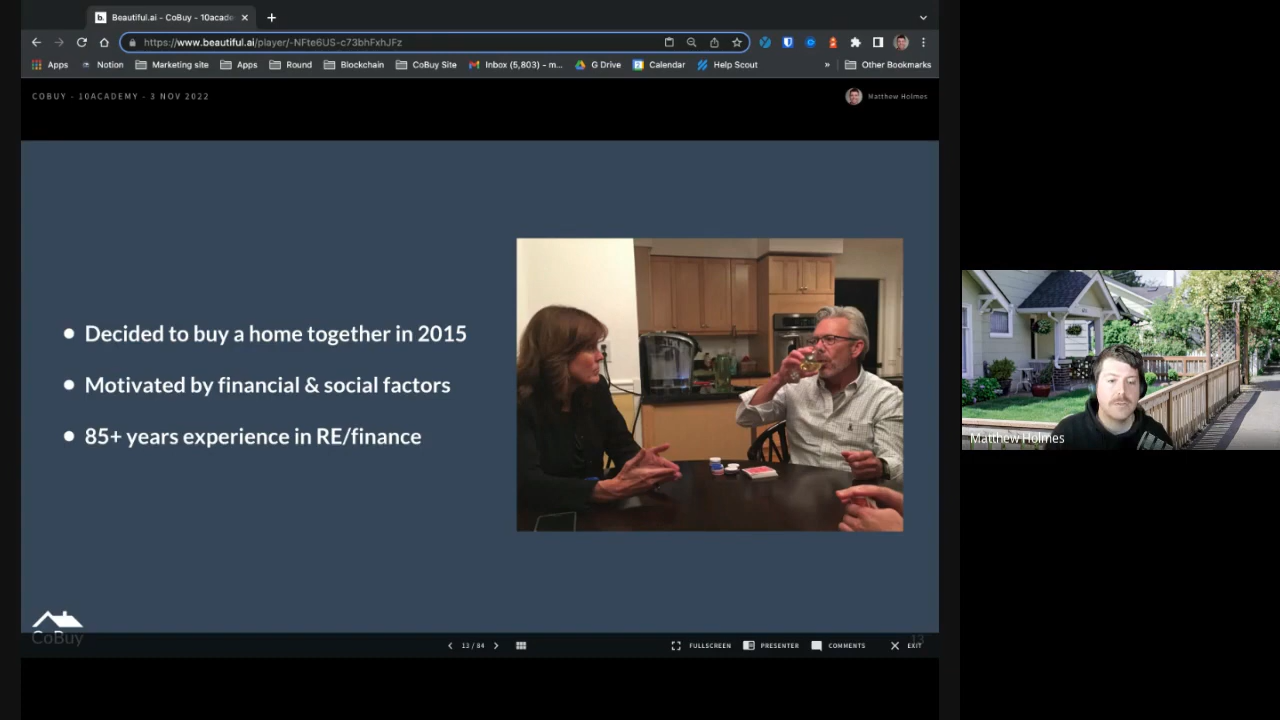 b. Beautiful.ai - CoBuy - 10acade
https://www.beautiful.ai/player/-NFte6US-c73bhFxhJFz
Apps Notion Marketing site Apps Round Blockchain CoBuy Site Inbox (5,803) – m... G Drive Calendar Help Scout » Other Bookmarks
COBUY - 10ACADEMY - 3 NOV 2022
Matthew Holmes
Decided to buy a home together in 2015
Motivated by financial & social factors
85+ years experience in RE/finance
Matthew Holmes
CoBuy
13
13 / 84 FULLSCREEN PRESENTER COMMENTS EXIT